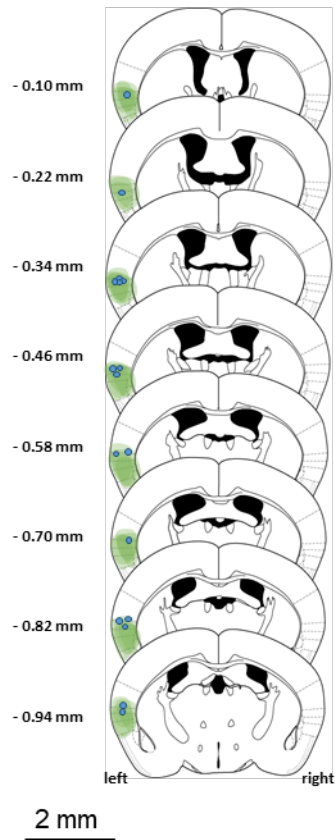 - 0.10 mm
- 0.22 mm
- 0.34 mm
- 0.46 mm
- 0.58 mm
- 0.70 mm
- 0.82 mm
- 0.94 mm
left right
2 mm